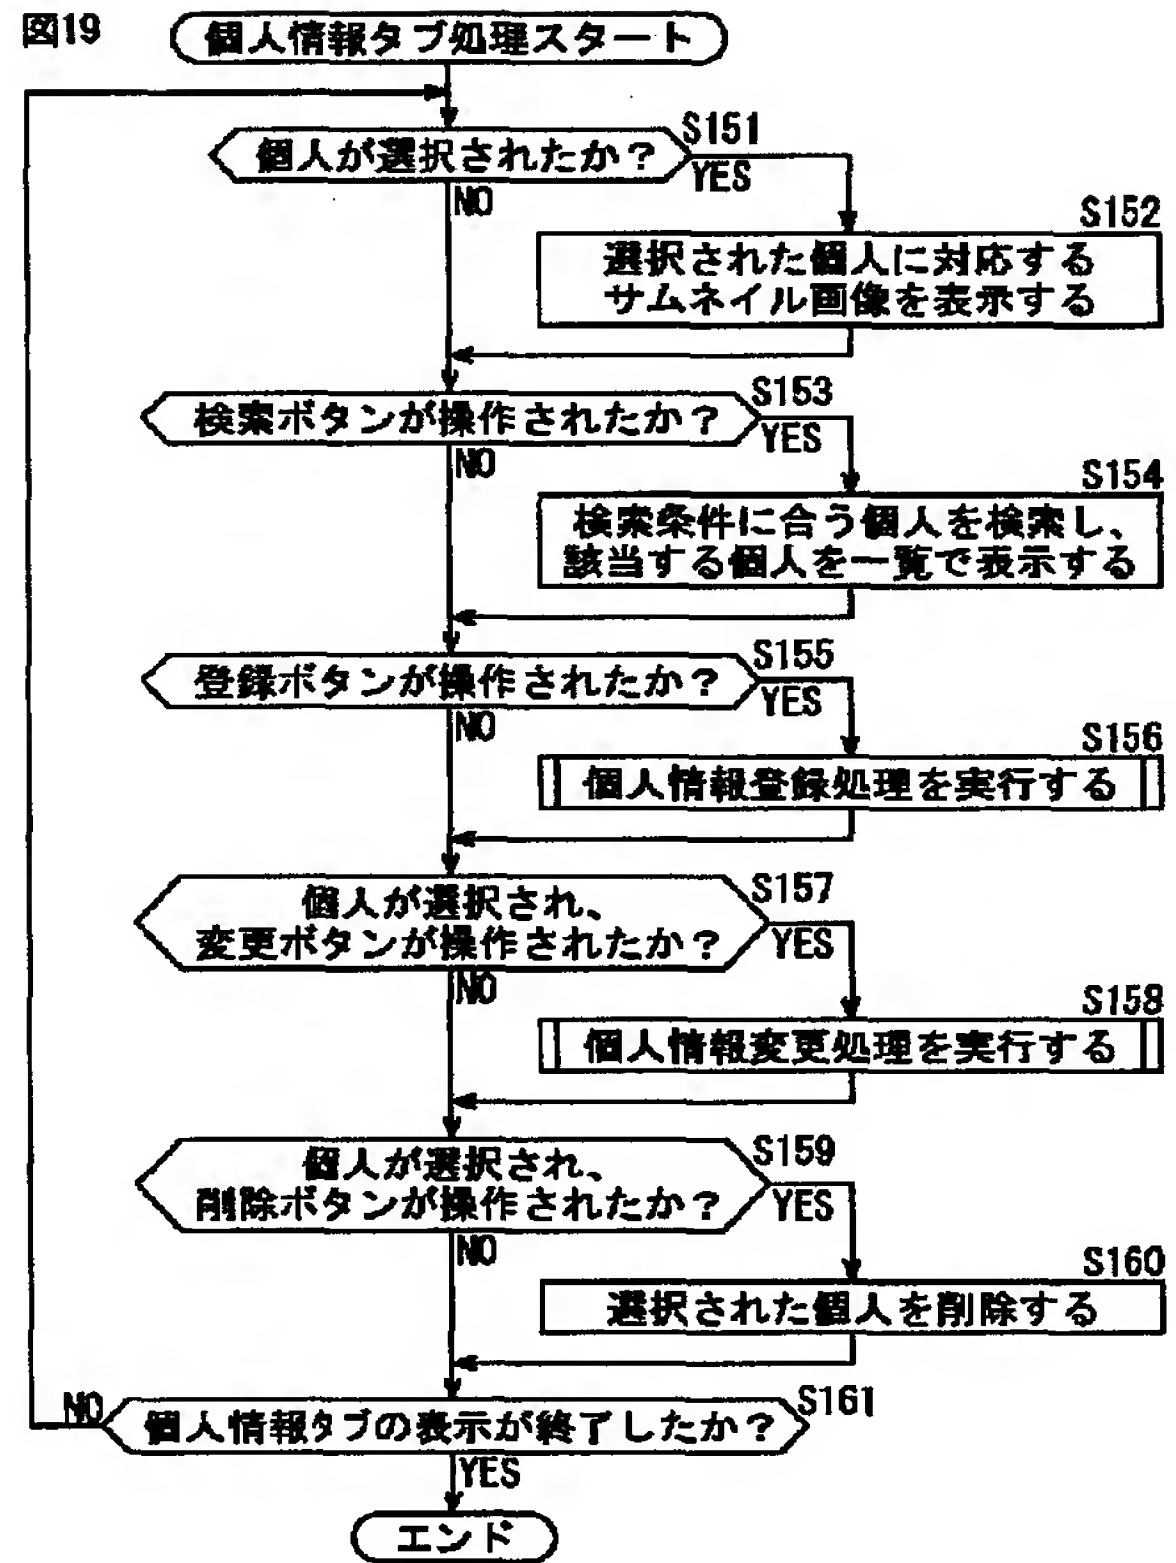 図19
個人情報タブ処理スタート
S151
個人が選択されたか？
YES
NO
S152
選択された個人に対応する
サムネイル画像を表示する
S153
検索ボタンが操作されたか？
YES
NO
S154
検索条件に合う個人を検索し、
該当する個人を一覧で表示する
S155
登録ボタンが操作されたか？
YES
NO
S156
個人情報登録処理を実行する
S157
個人が選択され、
変更ボタンが操作されたか？
YES
NO
S158
個人情報変更処理を実行する
S159
個人が選択され、
削除ボタンが操作されたか？
YES
NO
S160
選択された個人を削除する
S161
NO
個人情報タブの表示が終了したか？
YES
エンド